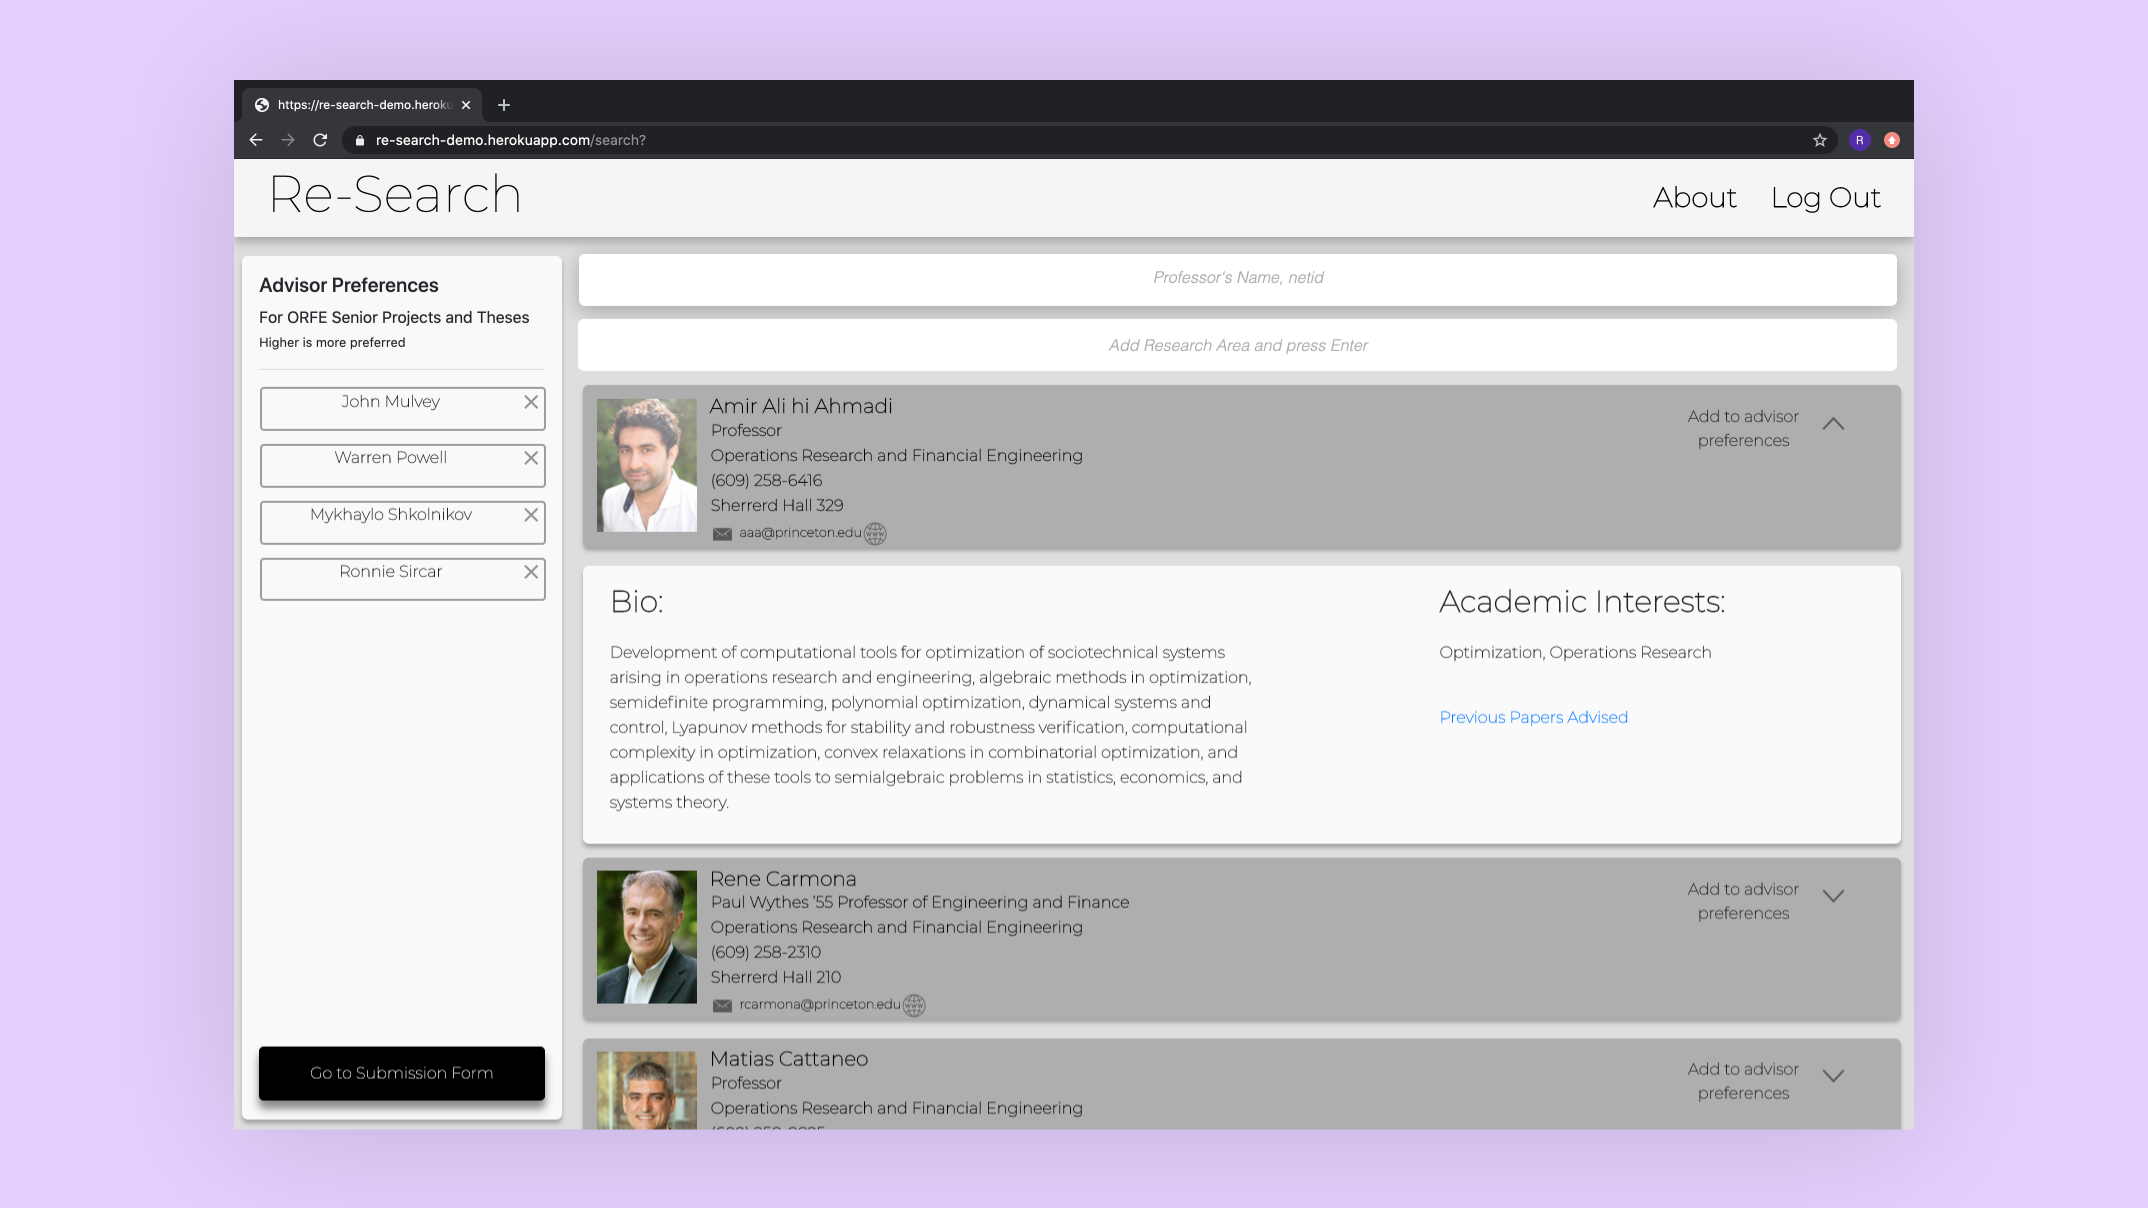 https://re-search-demo.heroku
re-search-demo.herokuapp.com/search?
R
Re-Search
About
Log Out
Advisor Preferences
For ORFE Senior Projects and Theses
Higher is more preferred
John Mulvey
Warren Powell
Mykhaylo Shkolnikov
Ronnie Sircar
Go to Submission Form
Professor's Name, netid
Add Research Area and press Enter
Amir Ali hi Ahmadi
Professor
Operations Research and Financial Engineering
(609) 258-6416
Sherrerd Hall 329
aaa@princeton.edu
WWW
Add to advisor
preferences
Bio:
Development of computational tools for optimization of sociotechnical systems
arising in operations research and engineering, algebraic methods in optimization,
semidefinite programming, polynomial optimization, dynamical systems and
control, Lyapunov methods for stability and robustness verification, computational
complexity in optimization, convex relaxations in combinatorial optimization, and
applications of these tools to semialgebraic problems in statistics, economics, and
systems theory.
Academic Interests:
Optimization, Operations Research
Previous Papers Advised
Rene Carmona
Paul Wythes '55 Professor of Engineering and Finance
Operations Research and Financial Engineering
(609) 258-2310
Sherrerd Hall 210
rcarmona@princeton.edu
WWW
Add to advisor
preferences
Matias Cattaneo
Professor
Operations Research and Financial Engineering
Add to advisor
preferences